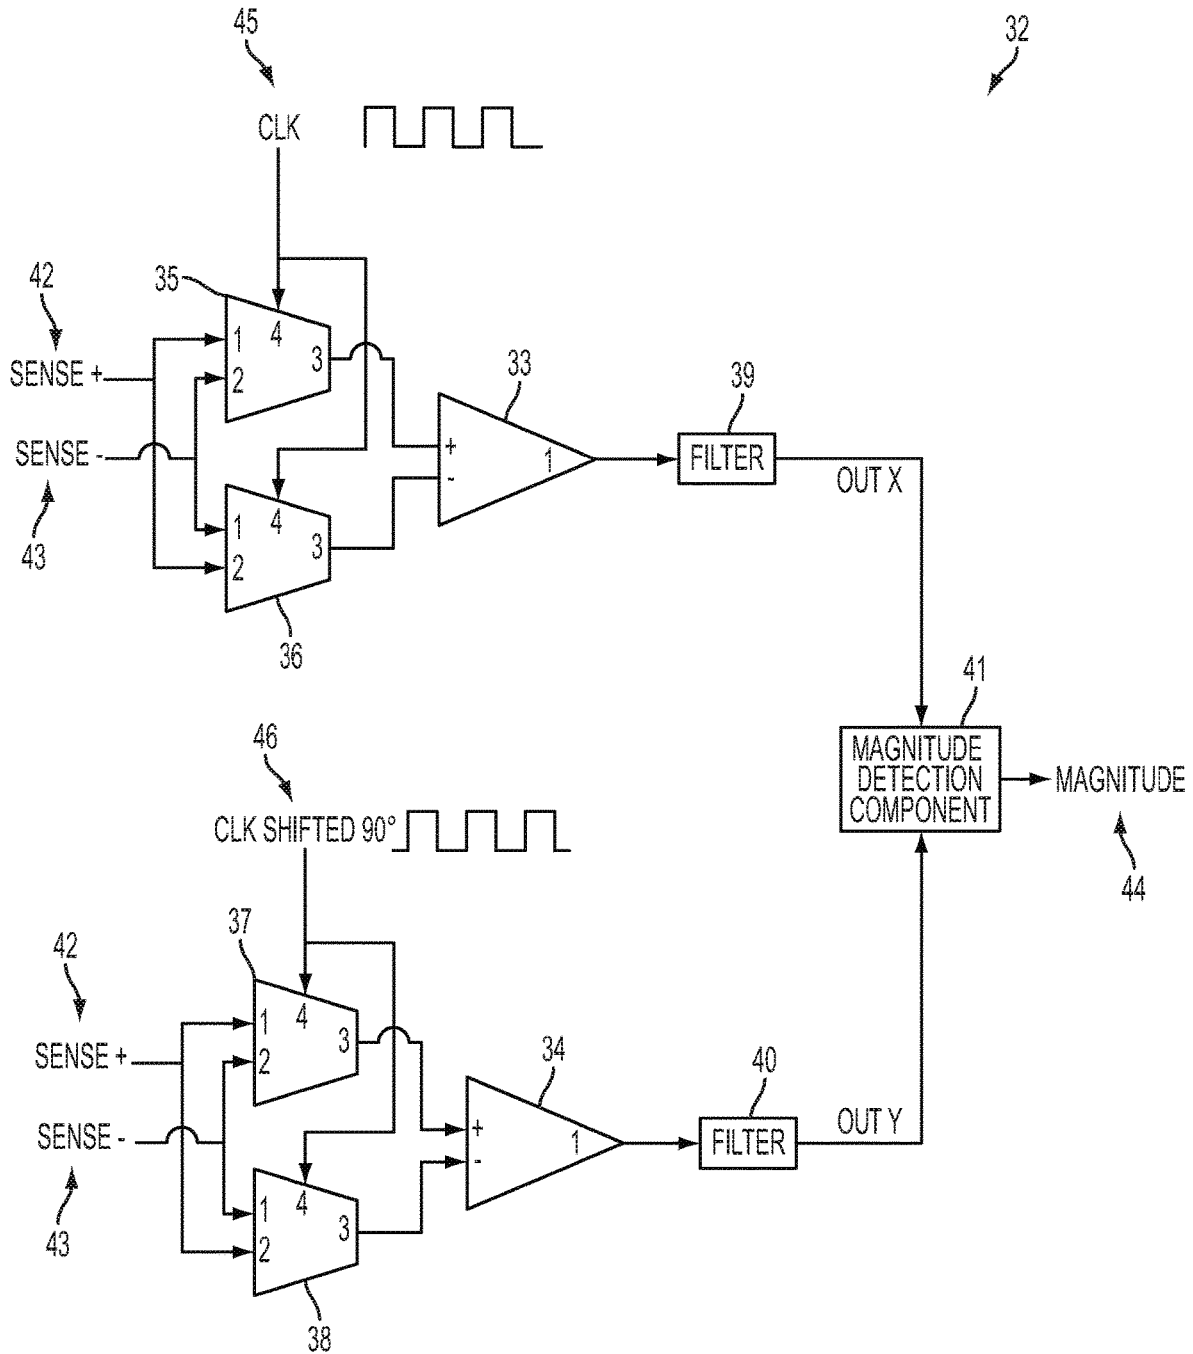 45
32
CLK
42
35
4
1
3
2
SENSE +
SENSE -
43
4
1
3
2
36
33
+
-
1
39
FILTER
OUT X
41
MAGNITUDE
DETECTION
COMPONENT
MAGNITUDE
44
46
CLK SHIFTED 90°
42
37
4
1
3
2
SENSE +
SENSE -
43
4
1
3
2
38
34
+
-
1
40
FILTER
OUT Y